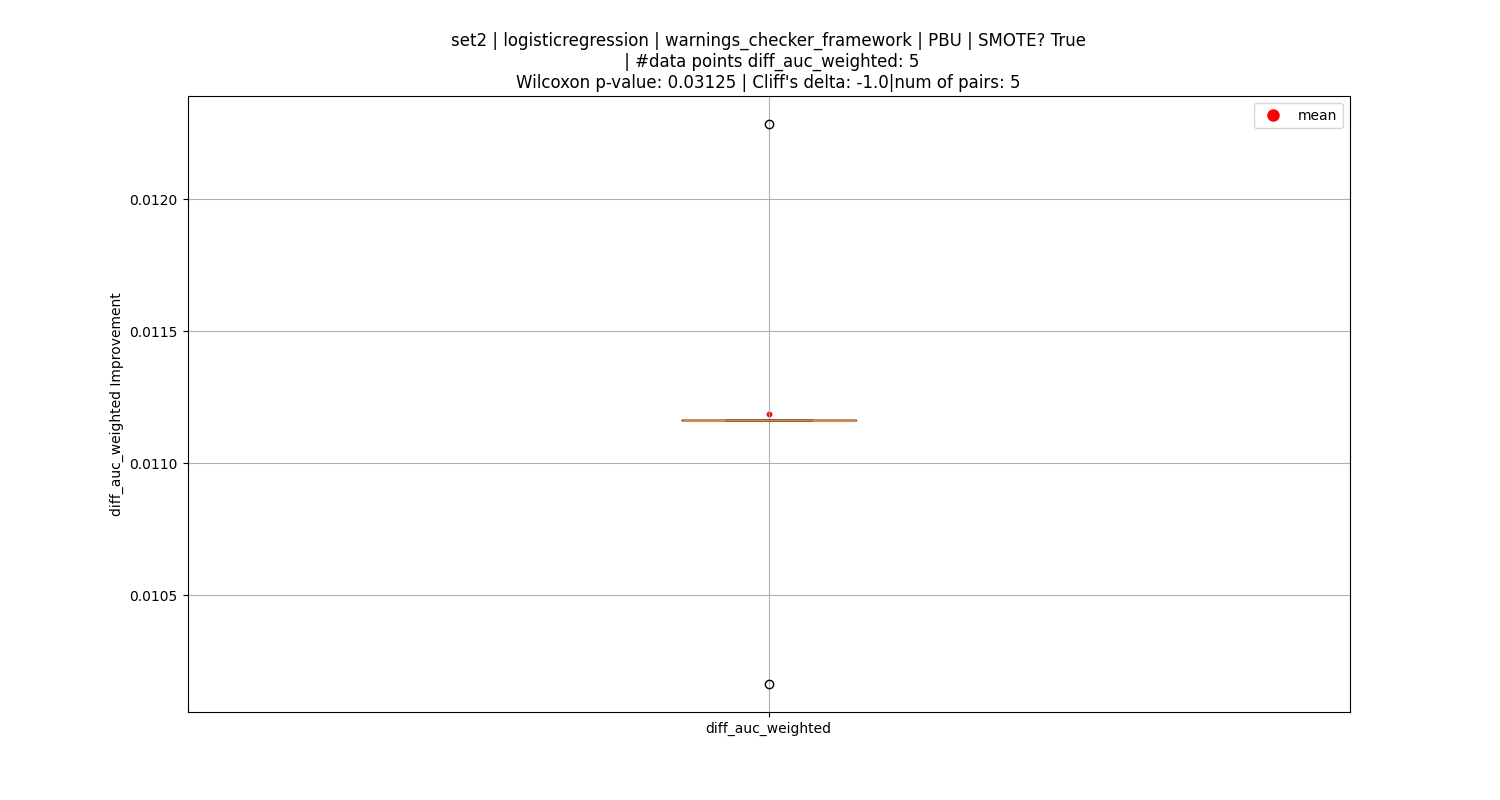 set2 | logisticregression | warnings_checker_framework | PBU | SMOTE? True
| #data points diff_auc_weighted: 5
Wilcoxon p-value: 0.03125 | Cliff's delta: -1.0|num of pairs: 5
mean
0.0120
0.0115
0.0110
0.0105
diff_auc_weighted Improvement
diff_auc_weighted